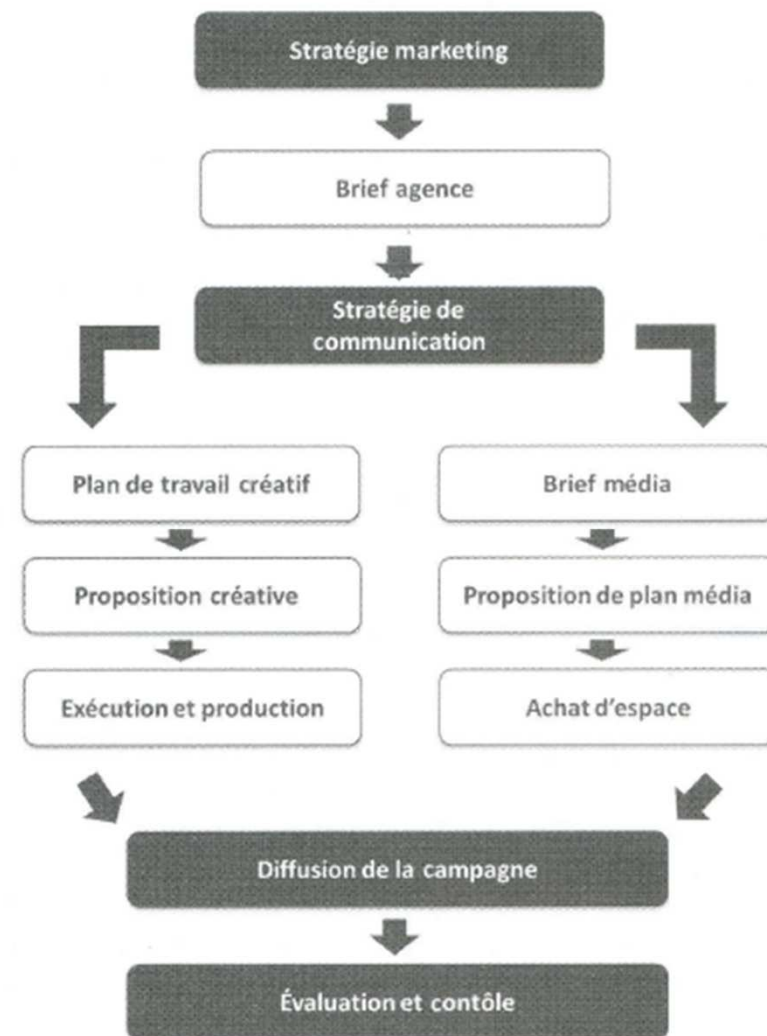 Stratégie marketing
Brief agence
Stratégie de
communication
Plan de travail créatif
Brief média
Proposition créative
Proposition de plan média
Exécution et production
Achat d'espace
Diffusion de la campagne
Évaluation et contôle